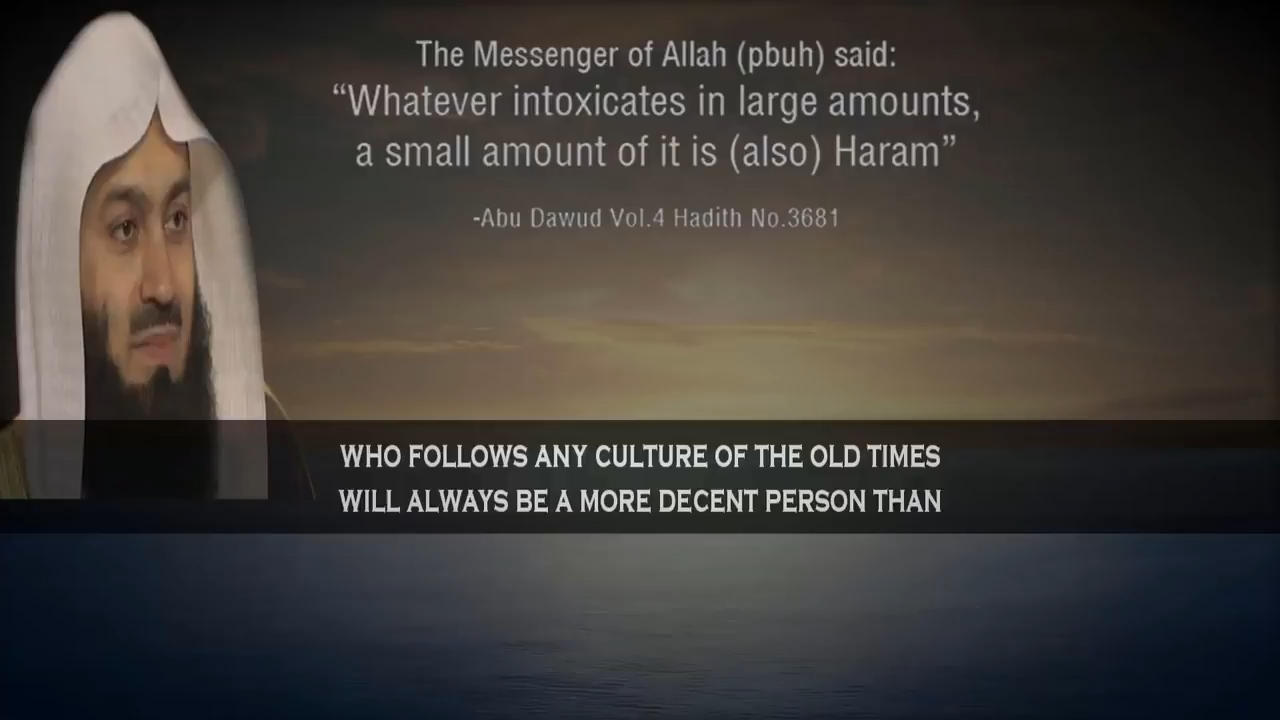 The Messenger of Allah (pbuh) said:
“Whatever intoxicates in large amounts,
a small amount of it is (also) Haram”
-Abu Dawud Vol.4 Hadith No.3681
WHO FOLLOWS ANY CULTURE OF THE OLD TIMES
WILL ALWAYS BE A MORE DECENT PERSON THAN